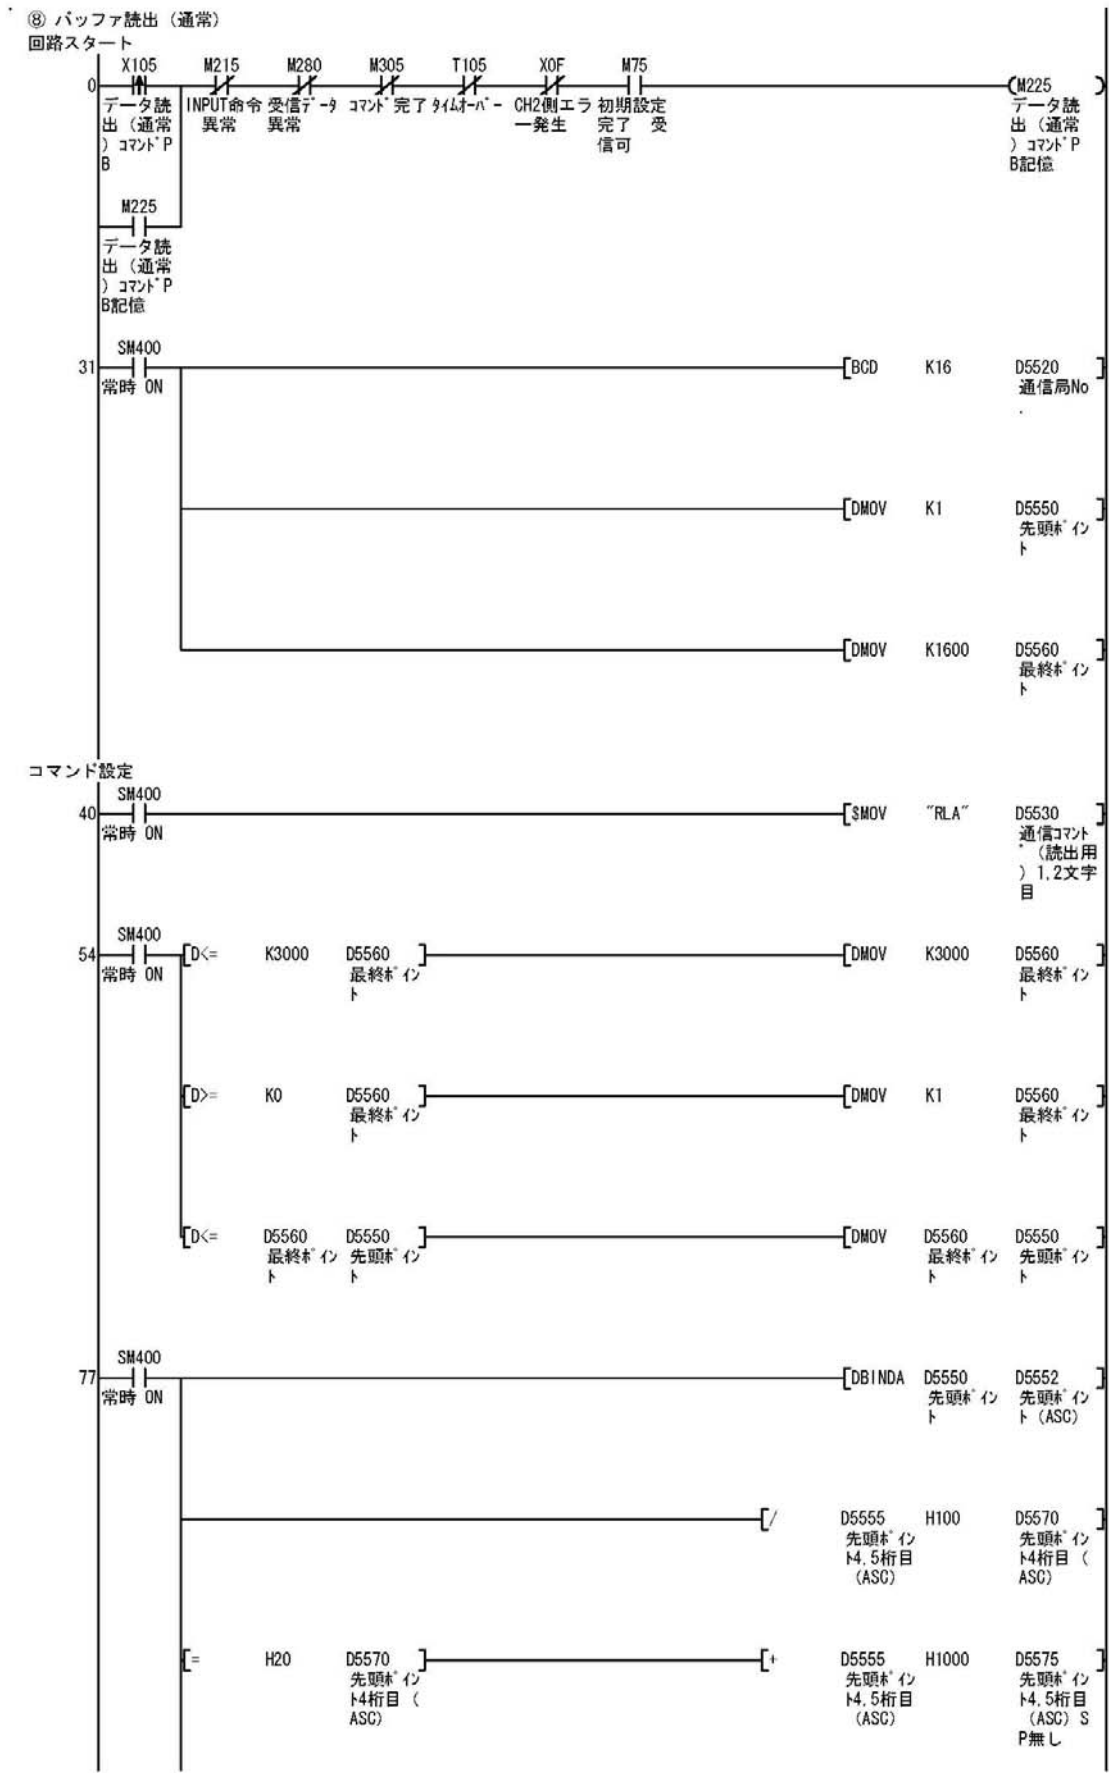 ⑧ バッファ読出（通常）
回路スタート
X105 M215 M280 M305 T105 X0F M75
0 (M225 )
データ読 INPUT命令 受信ﾃﾞｰﾀ ｺﾏﾝﾄﾞ完了 ﾀｲﾑｵｰﾊﾞｰ CH2側エラ 初期設定 データ読
出（通常 異常 異常 ー発生 完了 受 出（通常
）ｺﾏﾝﾄﾞP 信可 ）ｺﾏﾝﾄﾞP
B B記憶
M225
データ読
出（通常
）ｺﾏﾝﾄﾞP
B記憶
SM400
31 [BCD K16 D5520 ]
常時 ON 通信局No
.
[DMOV K1 D5550 ]
先頭ﾎﾟｲﾝ
ﾄ
[DMOV K1600 D5560 ]
最終ﾎﾟｲﾝ
ﾄ
コマンド設定
SM400
40 [$MOV "RLA" D5530 ]
常時 ON 通信ｺﾏﾝﾄ
ﾞ（読出用
）1,2文字
目
SM400
54 [D<= K3000 D5560 ] [DMOV K3000 D5560 ]
常時 ON 最終ﾎﾟｲﾝ 最終ﾎﾟｲﾝ
ﾄ ﾄ
[D>= K0 D5560 ] [DMOV K1 D5560 ]
最終ﾎﾟｲﾝ 最終ﾎﾟｲﾝ
ﾄ ﾄ
[D<= D5560 D5550 ] [DMOV D5560 D5550 ]
最終ﾎﾟｲﾝ 先頭ﾎﾟｲﾝ 最終ﾎﾟｲﾝ 先頭ﾎﾟｲﾝ
ﾄ ﾄ ﾄ ﾄ
SM400
77 [DBINDA D5550 D5552 ]
常時 ON 先頭ﾎﾟｲﾝ 先頭ﾎﾟｲﾝ
ﾄ ﾄ（ASC）
[/ D5555 H100 D5570 ]
先頭ﾎﾟｲﾝ 先頭ﾎﾟｲﾝ
ﾄ4,5桁目 ﾄ4桁目（
（ASC） ASC）
[= H20 D5570 ] [+ D5555 H1000 D5575 ]
先頭ﾎﾟｲﾝ 先頭ﾎﾟｲﾝ 先頭ﾎﾟｲﾝ
ﾄ4桁目（ ﾄ4,5桁目 ﾄ4,5桁目
ASC） （ASC） （ASC）S
P無し